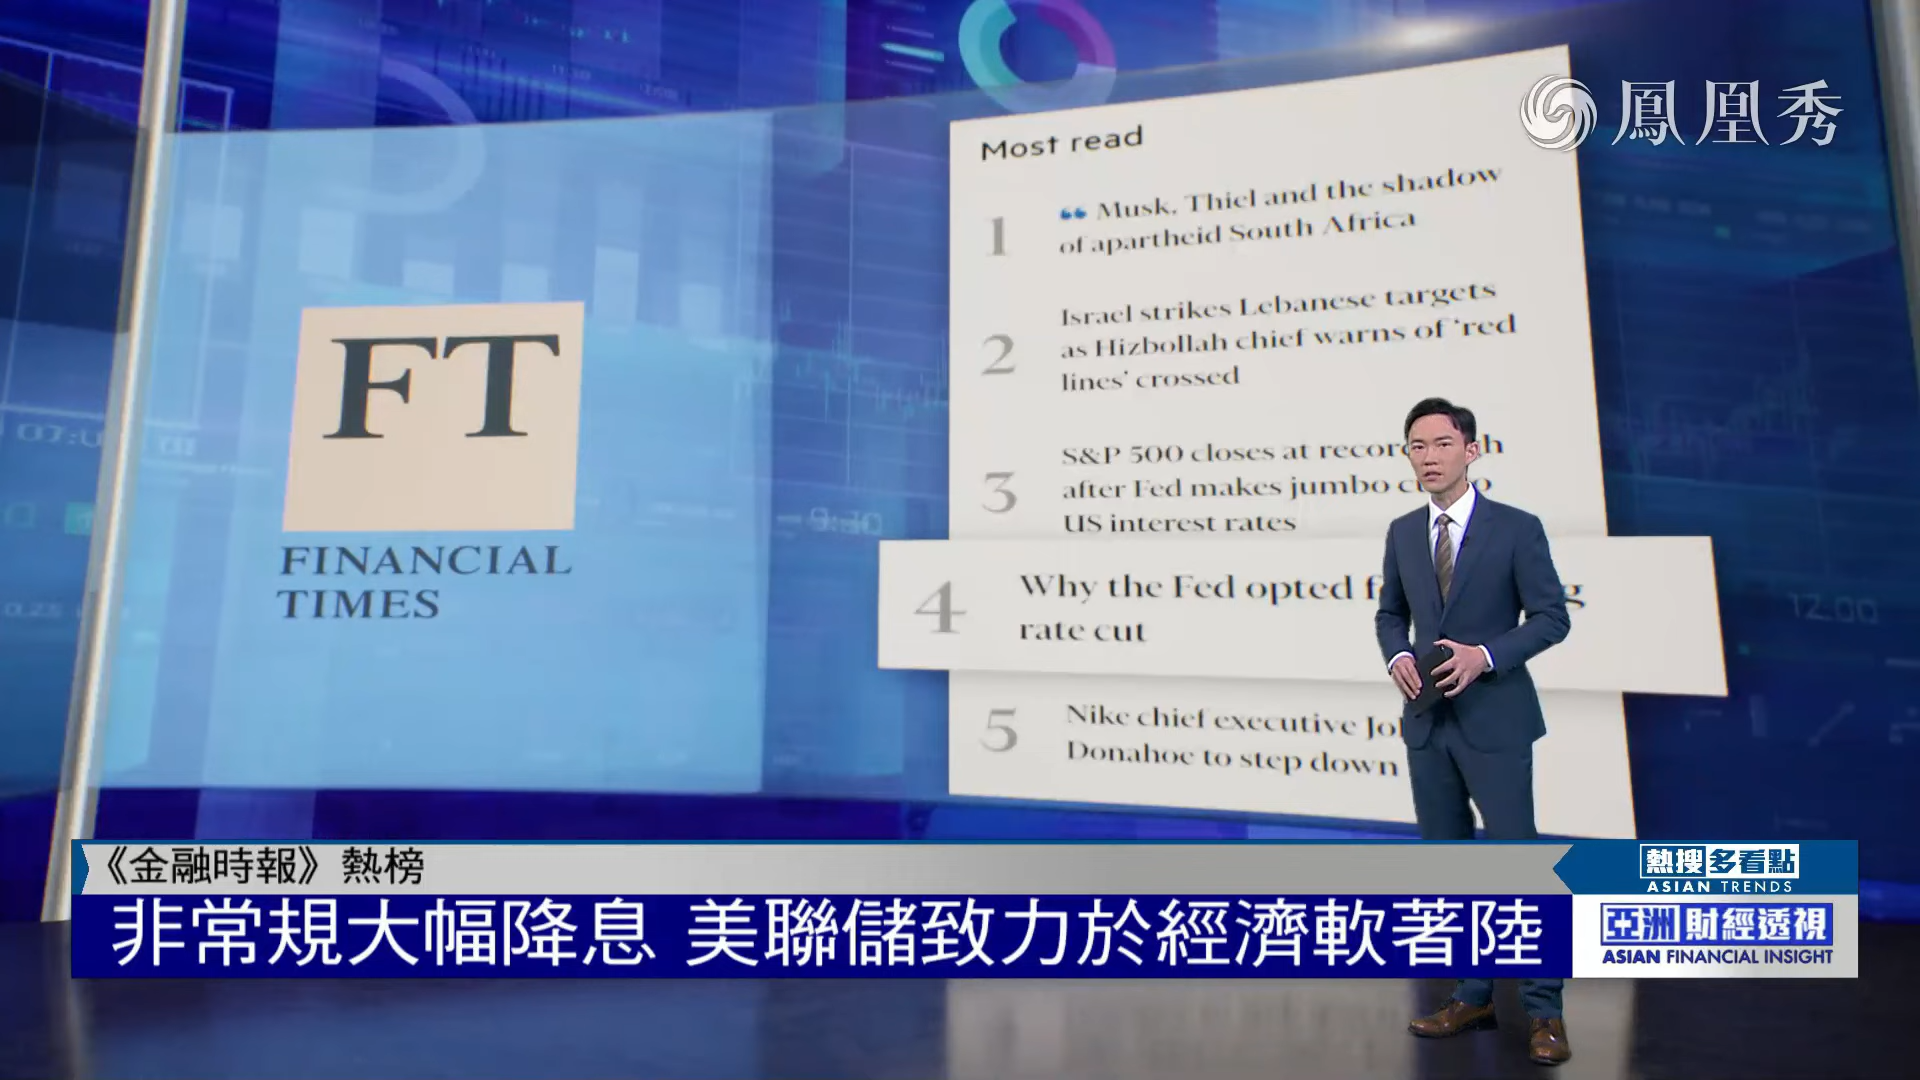 鳳凰秀
Most read
1
Musk, Thiel and the shadow
of apartheid South Africa
2
Israel strikes Lebanese targets
as Hizbollah chief warns of 'red
lines' crossed
3
S&P 500 closes at record
after Fed makes jumbo
US interest rates
4
Why the Fed opted
rate cut
5
Nike chief executive
Donahoe to step down
FT
FINANCIAL
TIMES
12.00
《金融時報》熱榜
非常規大幅降息 美聯儲致力於經濟軟著陸
熱搜多看點
ASIAN TRENDS
亞洲財經透視
ASIAN FINANCIAL INSIGHT